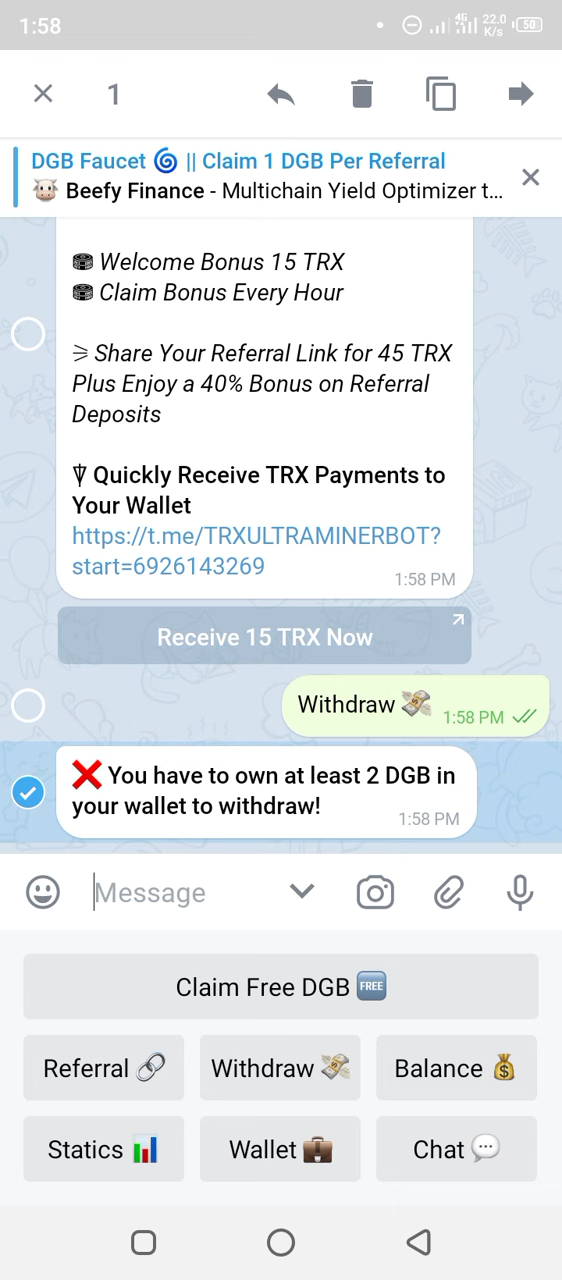 1:58
4G
22.0
K/s
50
1
DGB Faucet 🌀 || Claim 1 DGB Per Referral
🐮 Beefy Finance - Multichain Yield Optimizer t...
Welcome Bonus 15 TRX
Claim Bonus Every Hour
⚞ Share Your Referral Link for 45 TRX
Plus Enjoy a 40% Bonus on Referral
Deposits
Quickly Receive TRX Payments to
Your Wallet
https://t.me/TRXULTRAMINERBOT?
start=6926143269
1:58 PM
Receive 15 TRX Now
Withdraw 💸 1:58 PM
❌ You have to own at least 2 DGB in
your wallet to withdraw!
1:58 PM
Message
Claim Free DGB 🆓
Referral 🔗 Withdraw 💸 Balance 💰
Statics 📊 Wallet 💼 Chat 💬